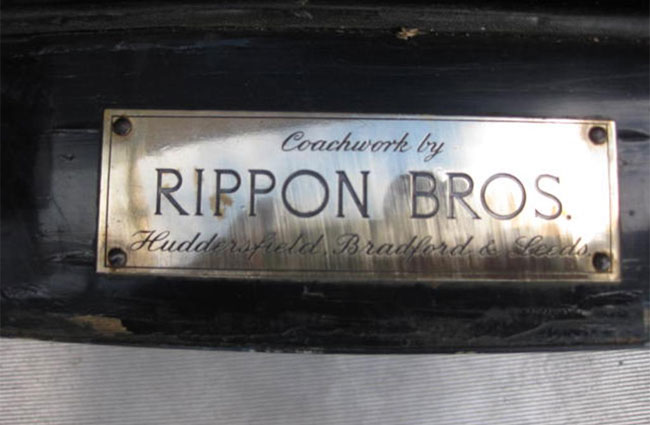 Coachwork by
RIPPON BROS.
Huddersfield, Bradford & Leeds